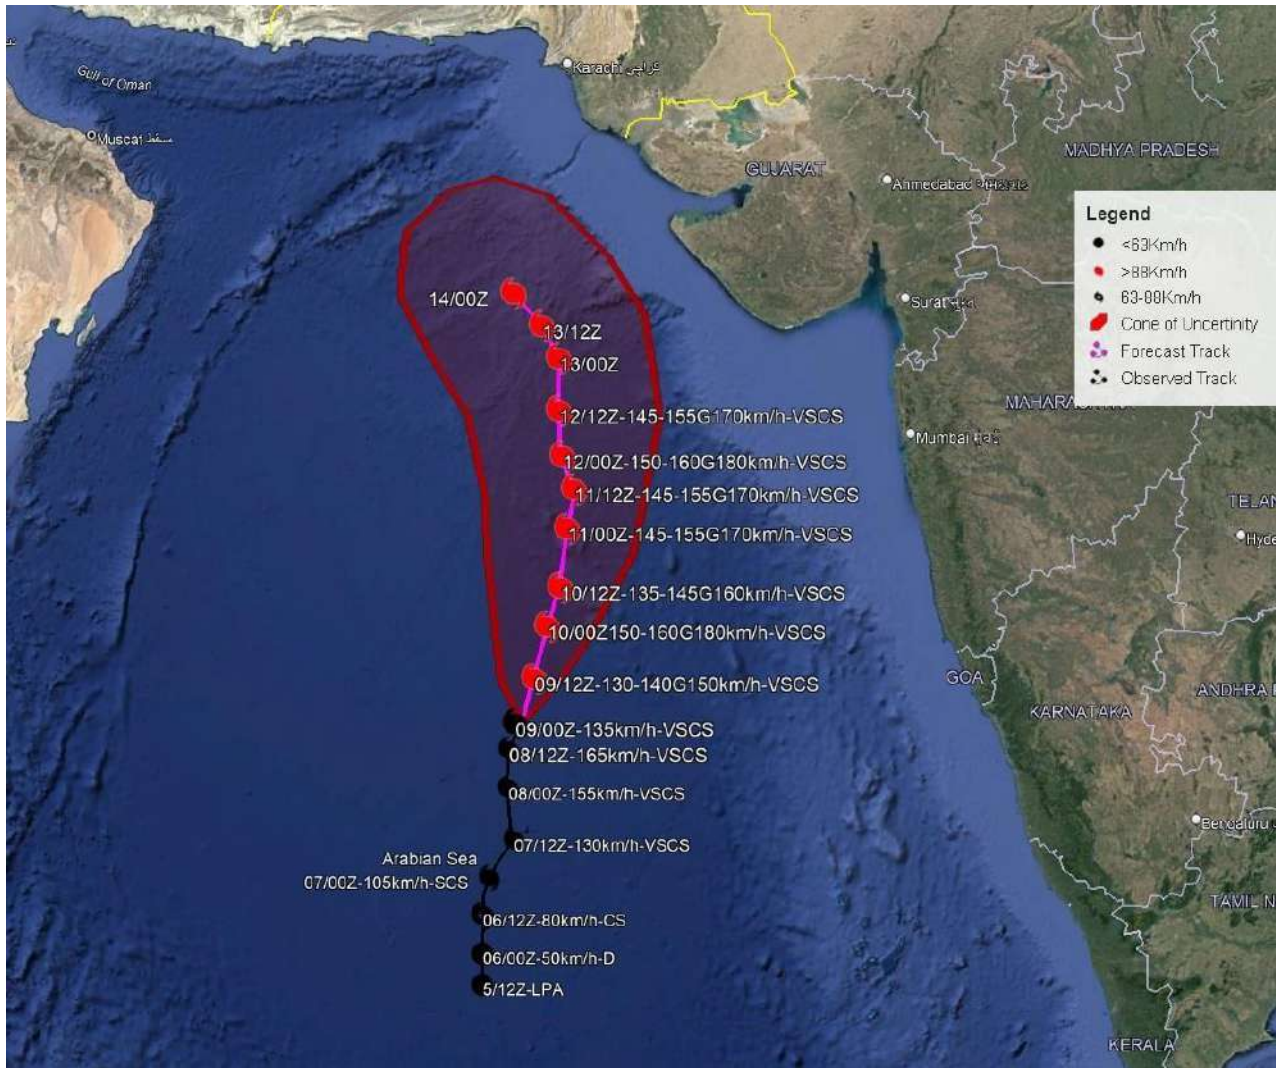 Karachi کراچی
Gulf of Oman
Muscat مسقط
GUJARAT
MADHYA PRADESH
Ahmedabad
Legend
<63Km/h
>88Km/h
63-88Km/h
Cone of Uncertinity
Forecast Track
Observed Track
Surat
14/00Z
13/12Z
13/00Z
MAHARASHTRA
12/12Z-145-155G170km/h-VSCS
Mumbai
12/00Z-150-160G180km/h-VSCS
11/12Z-145-155G170km/h-VSCS
TELAN
11/00Z-145-155G170km/h-VSCS
Hyde
10/12Z-135-145G160km/h-VSCS
10/00Z150-160G180km/h-VSCS
GOA
09/12Z-130-140G150km/h-VSCS
ANDHRA
KARNATAKA
09/00Z-135km/h-VSCS
08/12Z-165km/h-VSCS
08/00Z-155km/h-VSCS
Bengaluru
07/12Z-130km/h-VSCS
Arabian Sea
07/00Z-105km/h-SCS
TAMIL N
06/12Z-80km/h-CS
06/00Z-50km/h-D
5/12Z-LPA
KERALA